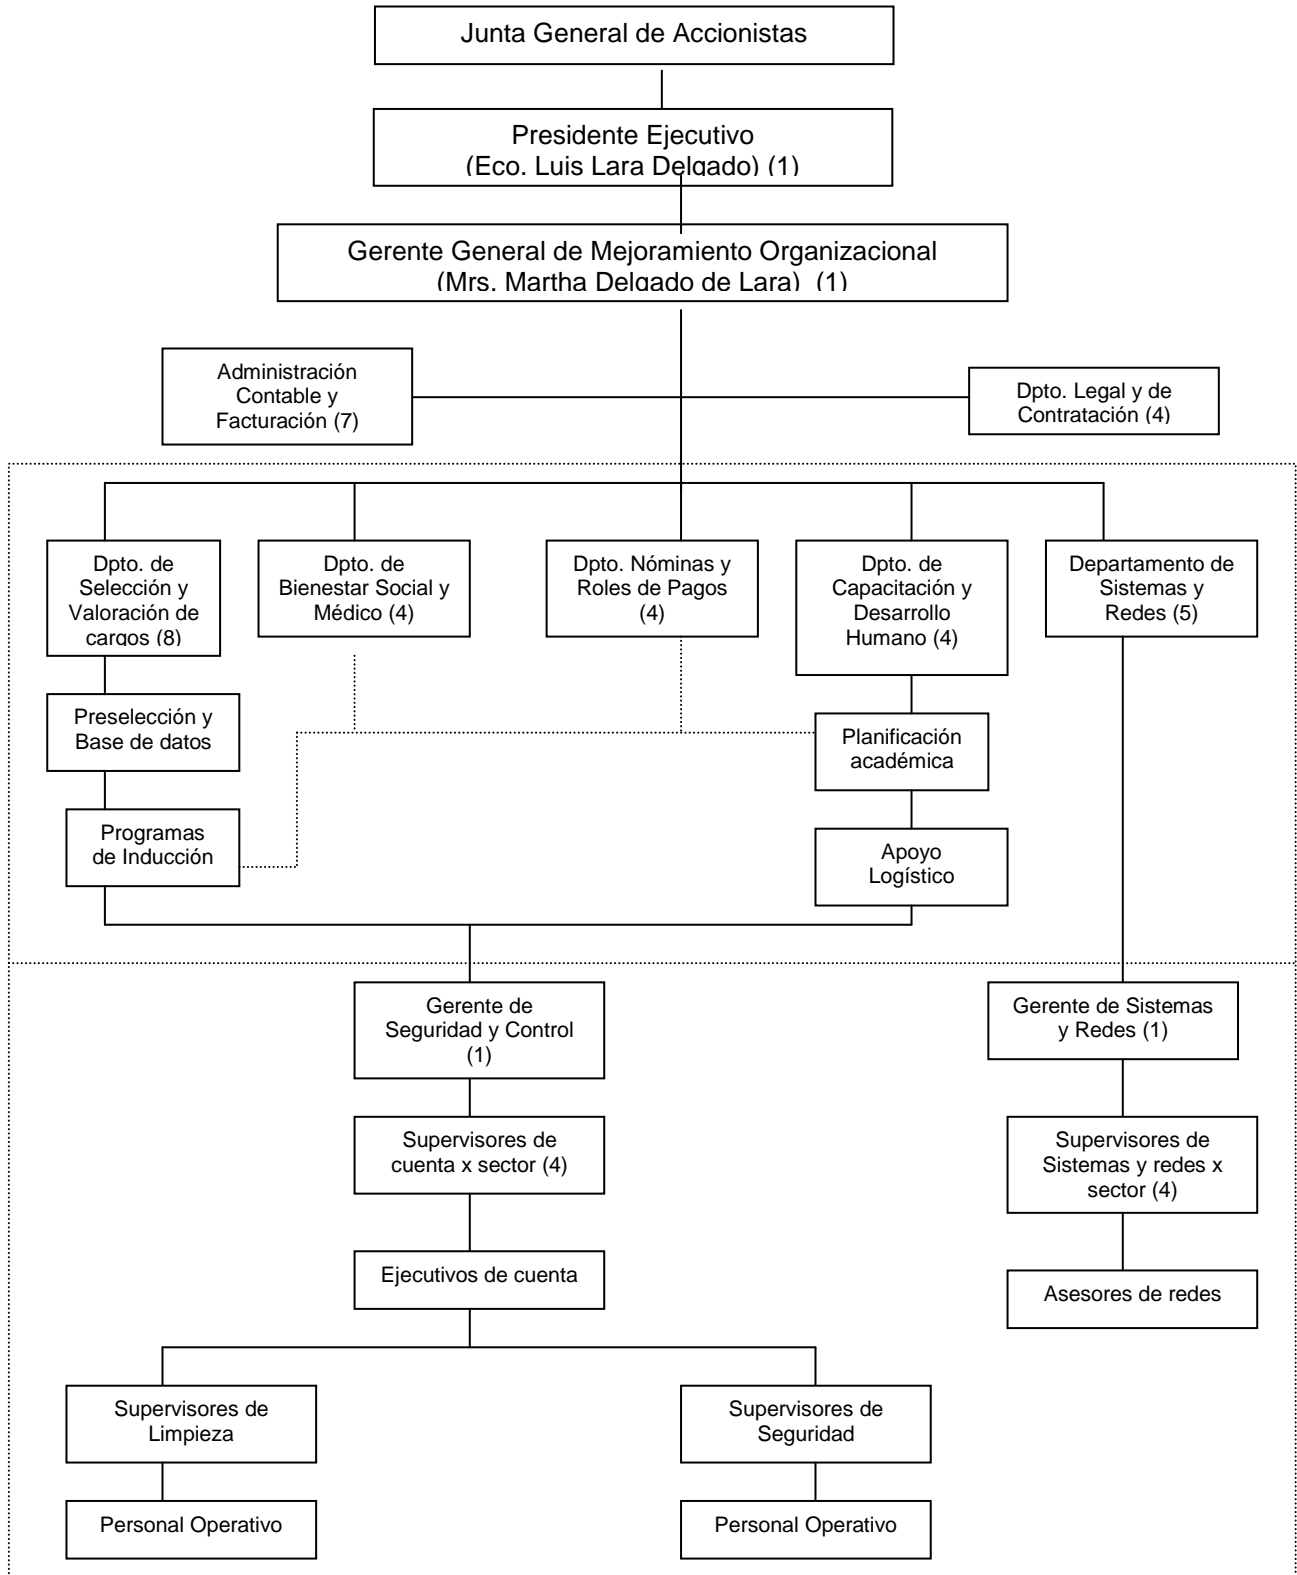 Junta General de Accionistas
Presidente Ejecutivo
(Eco. Luis Lara Delgado) (1)
Gerente General de Mejoramiento Organizacional
(Mrs. Martha Delgado de Lara)  (1)
Administración
Contable y
Facturación (7)
Dpto. Legal y de
Contratación (4)
Dpto. de
Selección y
Valoración de
cargos (8)
Dpto. de
Bienestar Social y
Médico (4)
Dpto. Nóminas y
Roles de Pagos
(4)
Dpto. de
Capacitación y
Desarrollo
Humano (4)
Departamento de
Sistemas y
Redes (5)
Preselección y
Base de datos
Planificación
académica
Programas
de Inducción
Apoyo
Logístico
Gerente de
Seguridad y Control
(1)
Gerente de Sistemas
y Redes (1)
Supervisores de
cuenta x sector (4)
Supervisores de
Sistemas y redes x
sector (4)
Ejecutivos de cuenta
Asesores de redes
Supervisores de
Limpieza
Supervisores de
Seguridad
Personal Operativo
Personal Operativo